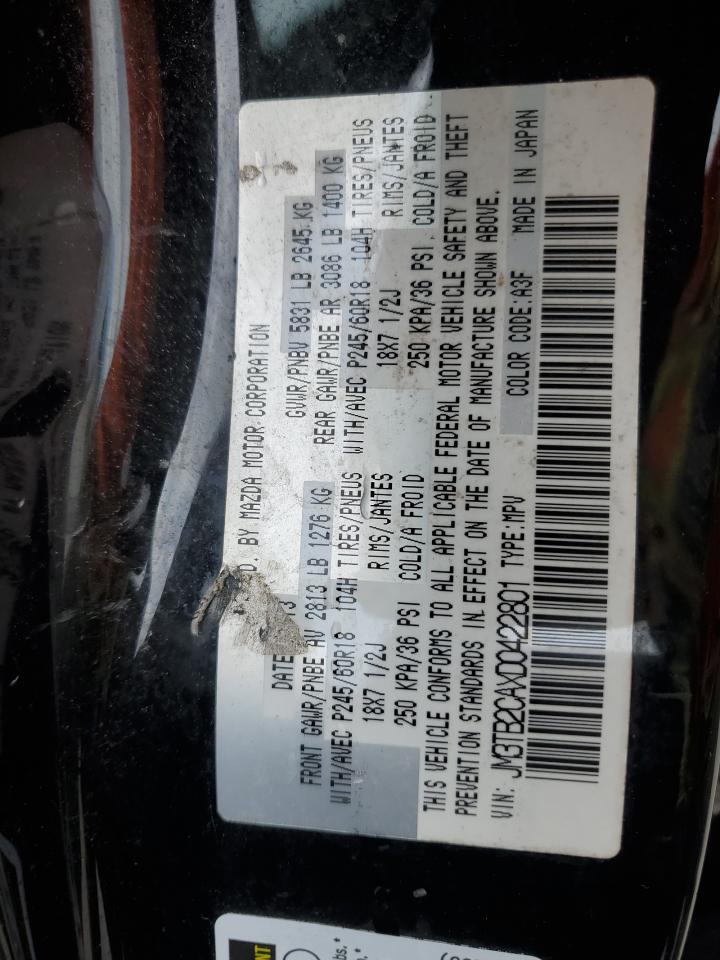 D. BY MAZDA MOTOR CORPORATION
DATE GVWR/PNBV 5831 LB 2645 KG
FRONT GAWR/PNBE AV 2813 LB 1276 KG REAR GAWR/PNBE AR 3086 LB 1400 KG
WITH/AVEC P245/60R18 104H TIRES/PNEUS WITH/AVEC P245/60R18 104H TIRES/PNEUS
18X7 1/2J RIMS/JANTES 18X7 1/2J RIMS/JANTES
250 KPA/36 PSI COLD/A FROID 250 KPA/36 PSI COLD/A FROID
THIS VEHICLE CONFORMS TO ALL APPLICABLE FEDERAL MOTOR VEHICLE SAFETY AND THEFT
PREVENTION STANDARDS IN EFFECT ON THE DATE OF MANUFACTURE SHOWN ABOVE.
VIN: JM3TB2CAXD0422801 TYPE:MPV COLOR CODE:A3F MADE IN JAPAN